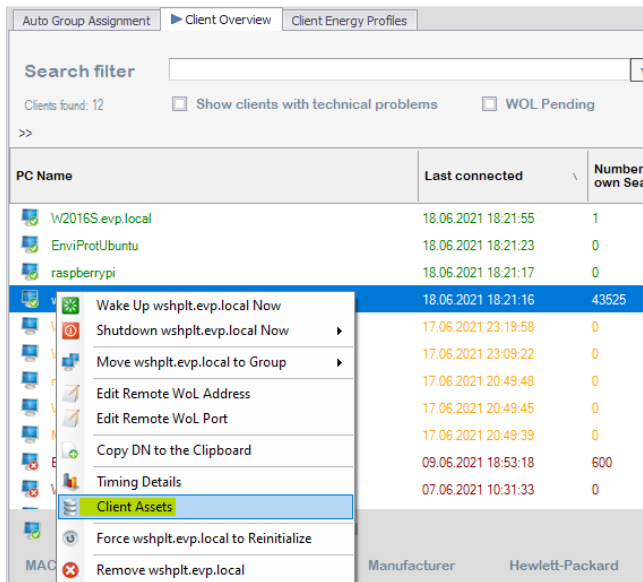 Auto Group Assignment Client Overview Client Energy Profiles
Search filter
Clients found: 12 Show clients with technical problems WOL Pending
>>
PC Name Last connected Number
own Sea
W2016S.evp.local 18.06.2021 18:21:55 1
EnviProtUbuntu 18.06.2021 18:21:23 0
raspberrypi 18.06.2021 18:21:17 0
18.06.2021 18:21:16 43525
Wake Up wshplt.evp.local Now
Shutdown wshplt.evp.local Now 17.06.2021 23:19:58 0
Move wshplt.evp.local to Group 17.06.2021 23:09:22 0
Edit Remote WoL Address 17.06.2021 20:49:48 0
Edit Remote WoL Port 17.06.2021 20:49:45 0
Copy DN to the Clipboard 17.06.2021 20:49:39 0
Timing Details 09.06.2021 18:53:18 600
Client Assets 07.06.2021 10:31:33 0
Force wshplt.evp.local to Reinitialize
MAC Manufacturer Hewlett-Packard
Remove wshplt.evp.local